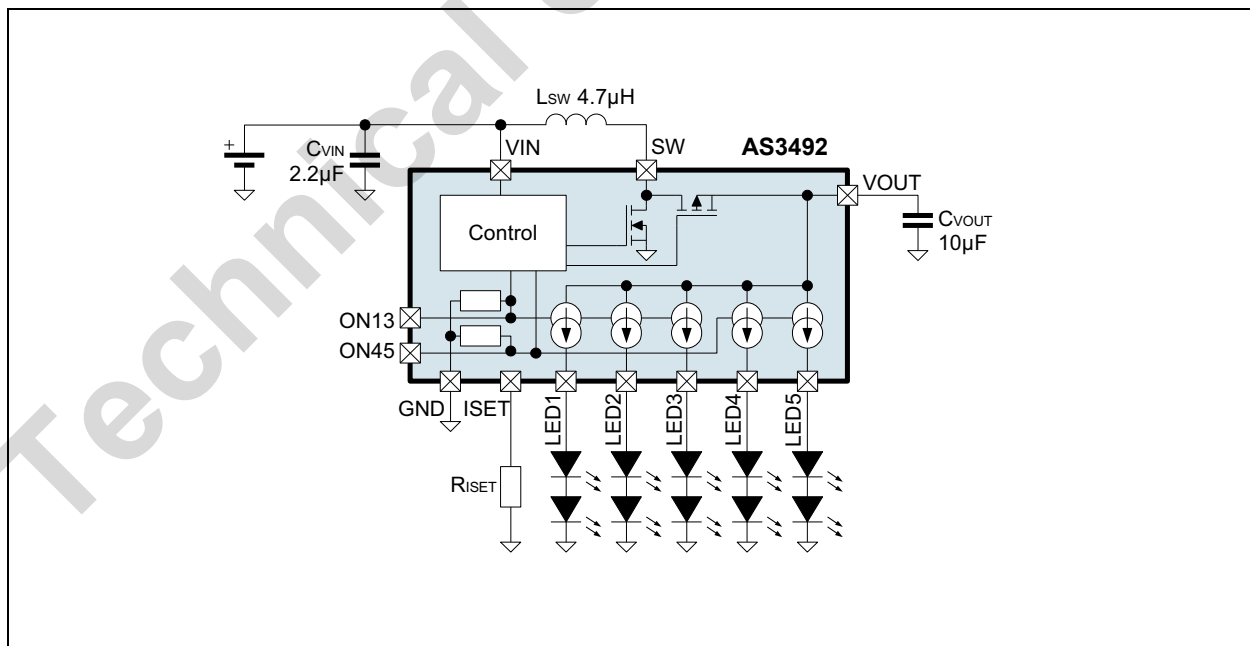 Technical
LSW 4.7µH
CVIN
2.2µF
VIN
SW
AS3492
VOUT
CVOUT
10µF
Control
ON13
ON45
GND
ISET
LED1
LED2
LED3
LED4
LED5
RISET
+